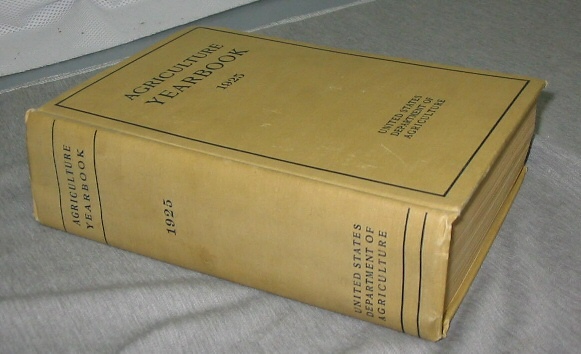 AGRICULTURE
YEARBOOK
1925
UNITED STATES
DEPARTMENT OF
AGRICULTURE
AGRICULTURE
YEARBOOK
1925
UNITED STATES
DEPARTMENT OF
AGRICULTURE